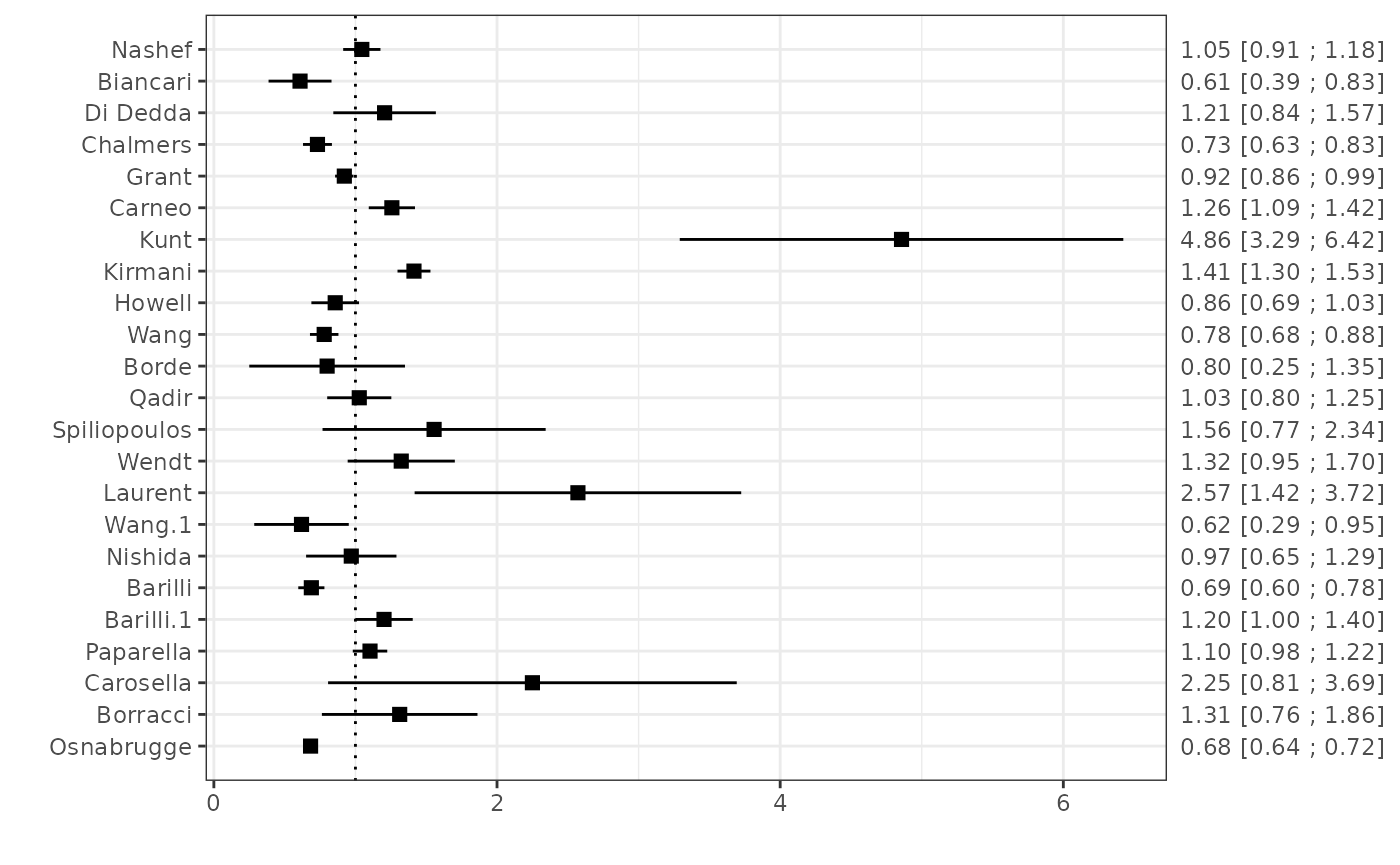 Nashef 1.05 [0.91 ; 1.18]
Biancari 0.61 [0.39 ; 0.83]
Di Dedda 1.21 [0.84 ; 1.57]
Chalmers 0.73 [0.63 ; 0.83]
Grant 0.92 [0.86 ; 0.99]
Carneo 1.26 [1.09 ; 1.42]
Kunt 4.86 [3.29 ; 6.42]
Kirmani 1.41 [1.30 ; 1.53]
Howell 0.86 [0.69 ; 1.03]
Wang 0.78 [0.68 ; 0.88]
Borde 0.80 [0.25 ; 1.35]
Qadir 1.03 [0.80 ; 1.25]
Spiliopoulos 1.56 [0.77 ; 2.34]
Wendt 1.32 [0.95 ; 1.70]
Laurent 2.57 [1.42 ; 3.72]
Wang.1 0.62 [0.29 ; 0.95]
Nishida 0.97 [0.65 ; 1.29]
Barilli 0.69 [0.60 ; 0.78]
Barilli.1 1.20 [1.00 ; 1.40]
Paparella 1.10 [0.98 ; 1.22]
Carosella 2.25 [0.81 ; 3.69]
Borracci 1.31 [0.76 ; 1.86]
Osnabrugge 0.68 [0.64 ; 0.72]
0 2 4 6